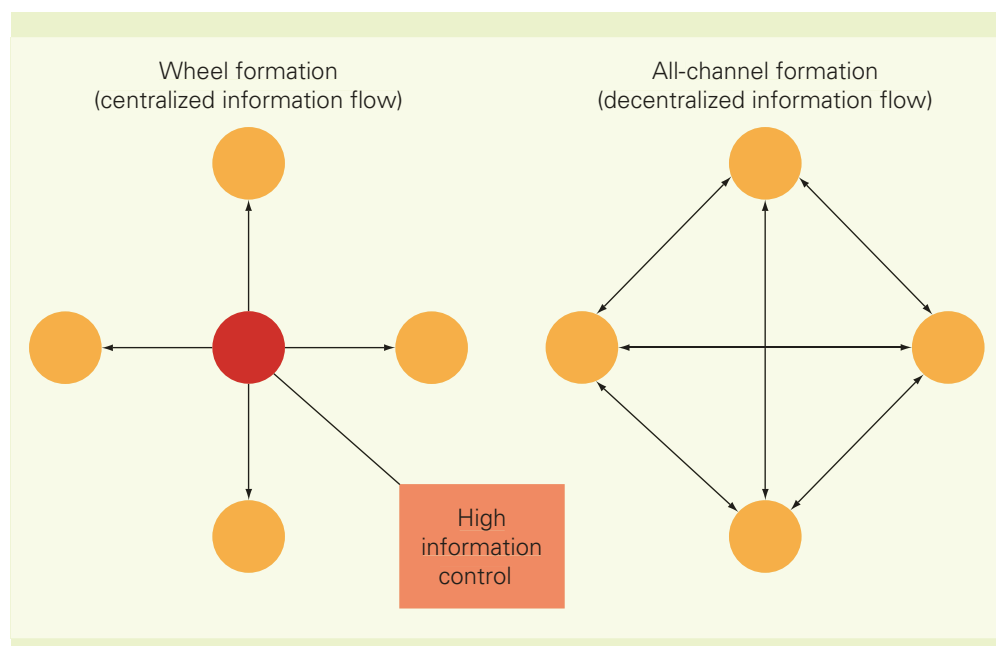 Wheel formation
(centralized information flow)
All-channel formation
(decentralized information flow)
High
information
control